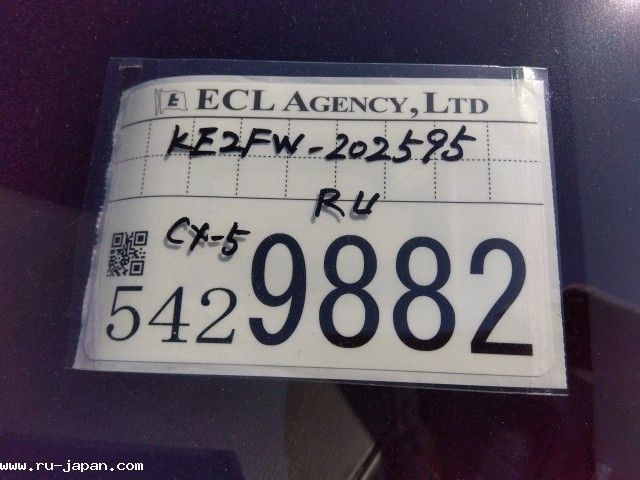 E ECL AGENCY, LTD
KE2FW-202595
RU
CX-5
5429882
www.ru-japan.com